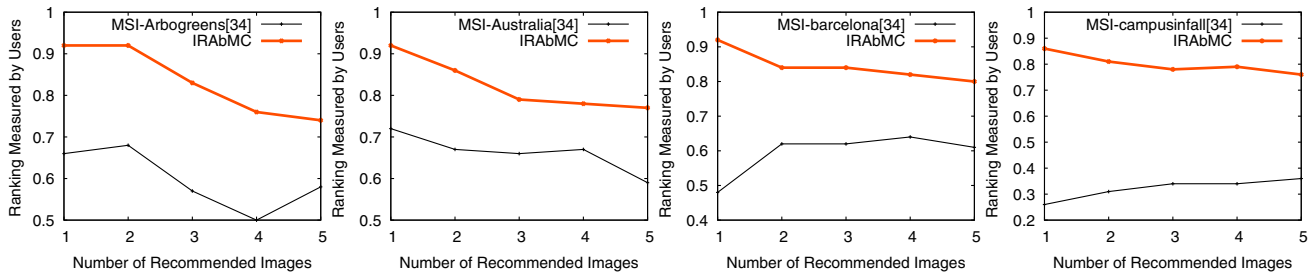 Ranking Measured by Users
1
0.9
0.8
0.7
0.6
0.5
MSI-Arbogreens[34]
IRAbMC
1 2 3 4 5
Number of Recommended Images
Ranking Measured by Users
1
0.9
0.8
0.7
0.6
0.5
MSI-Australia[34]
IRAbMC
1 2 3 4 5
Number of Recommended Images
Ranking Measured by Users
1
0.9
0.8
0.7
0.6
0.5
0.4
MSI-barcelona[34]
IRAbMC
1 2 3 4 5
Number of Recommended Images
Ranking Measured by Users
1
0.9
0.8
0.7
0.6
0.5
0.4
0.3
0.2
MSI-campusinfall[34]
IRAbMC
1 2 3 4 5
Number of Recommended Images